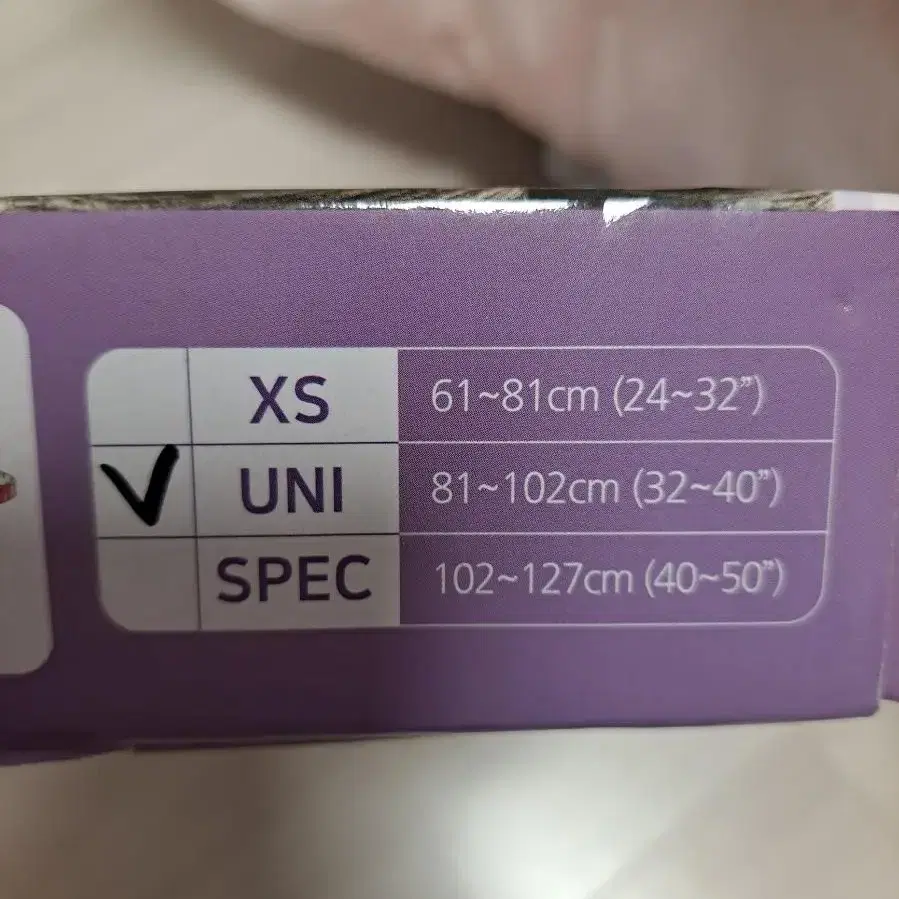 XS 61~81cm (24~32")
UNI 81~102cm (32~40")
SPEC 102~127cm (40~50")